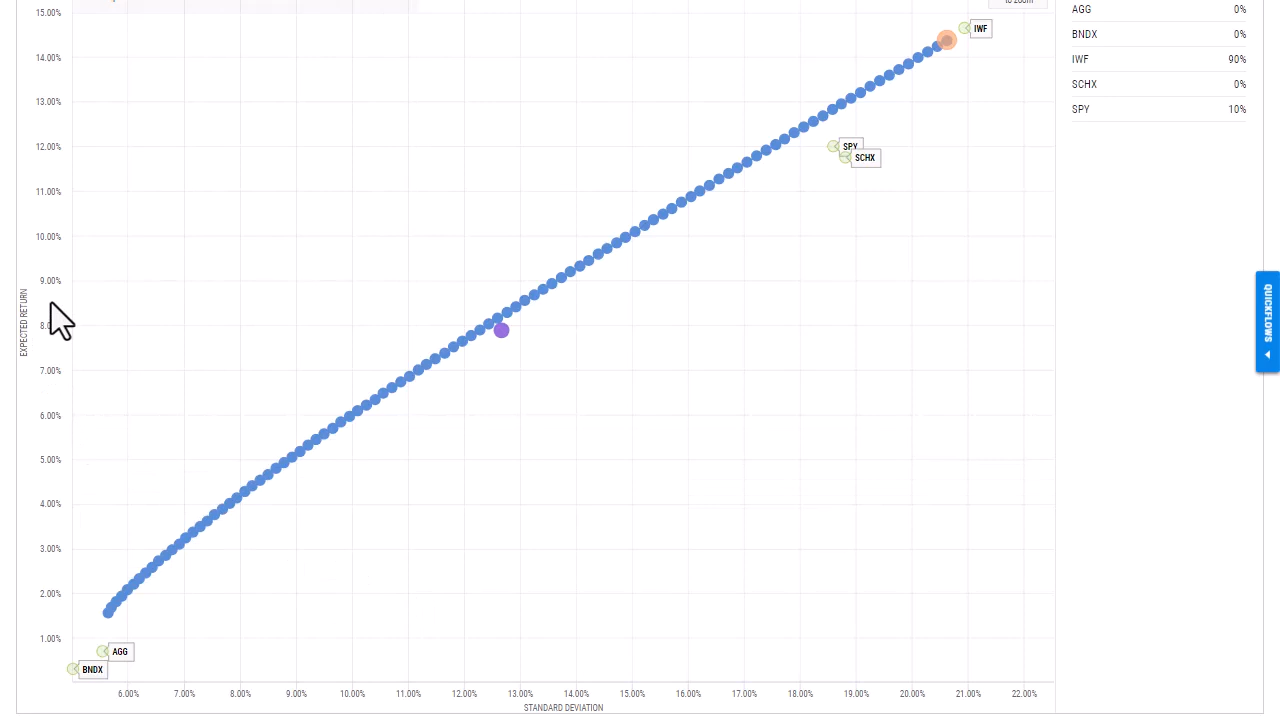 15.00%
14.00%
13.00%
12.00%
11.00%
10.00%
9.00%
8.0
7.00%
6.00%
5.00%
4.00%
3.00%
2.00%
1.00%
EXPECTED RETURN
to zoom
IWF
SPY
SCHX
AGG
BNDX
6.00%
7.00%
8.00%
9.00%
10.00%
11.00%
12.00%
13.00%
14.00%
15.00%
16.00%
17.00%
18.00%
19.00%
20.00%
21.00%
22.00%
STANDARD DEVIATION
AGG 0%
BNDX 0%
IWF 90%
SCHX 0%
SPY 10%
QUICKFLOWS